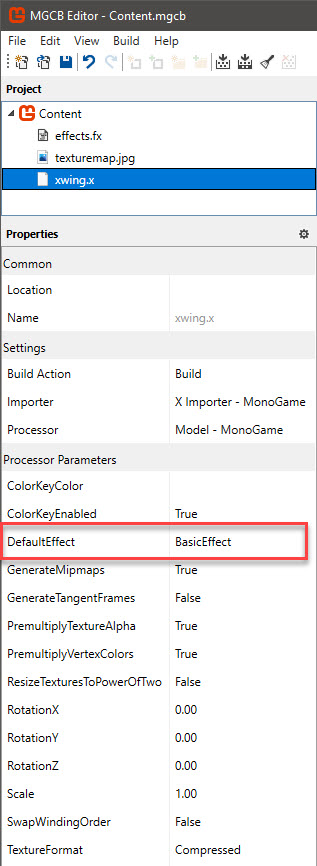 MGCB Editor - Content.mgcb
File Edit View Build Help
Project
Content
effects.fx
texturemap.jpg
xwing.x
Properties
Common
Location
Name xwing.x
Settings
Build Action Build
Importer X Importer - MonoGame
Processor Model - MonoGame
Processor Parameters
ColorKeyColor
ColorKeyEnabled True
DefaultEffect BasicEffect
GenerateMipmaps True
GenerateTangentFrames False
PremultiplyTextureAlpha True
PremultiplyVertexColors True
ResizeTexturesToPowerOfTwo False
RotationX 0.00
RotationY 0.00
RotationZ 0.00
Scale 1.00
SwapWindingOrder False
TextureFormat Compressed